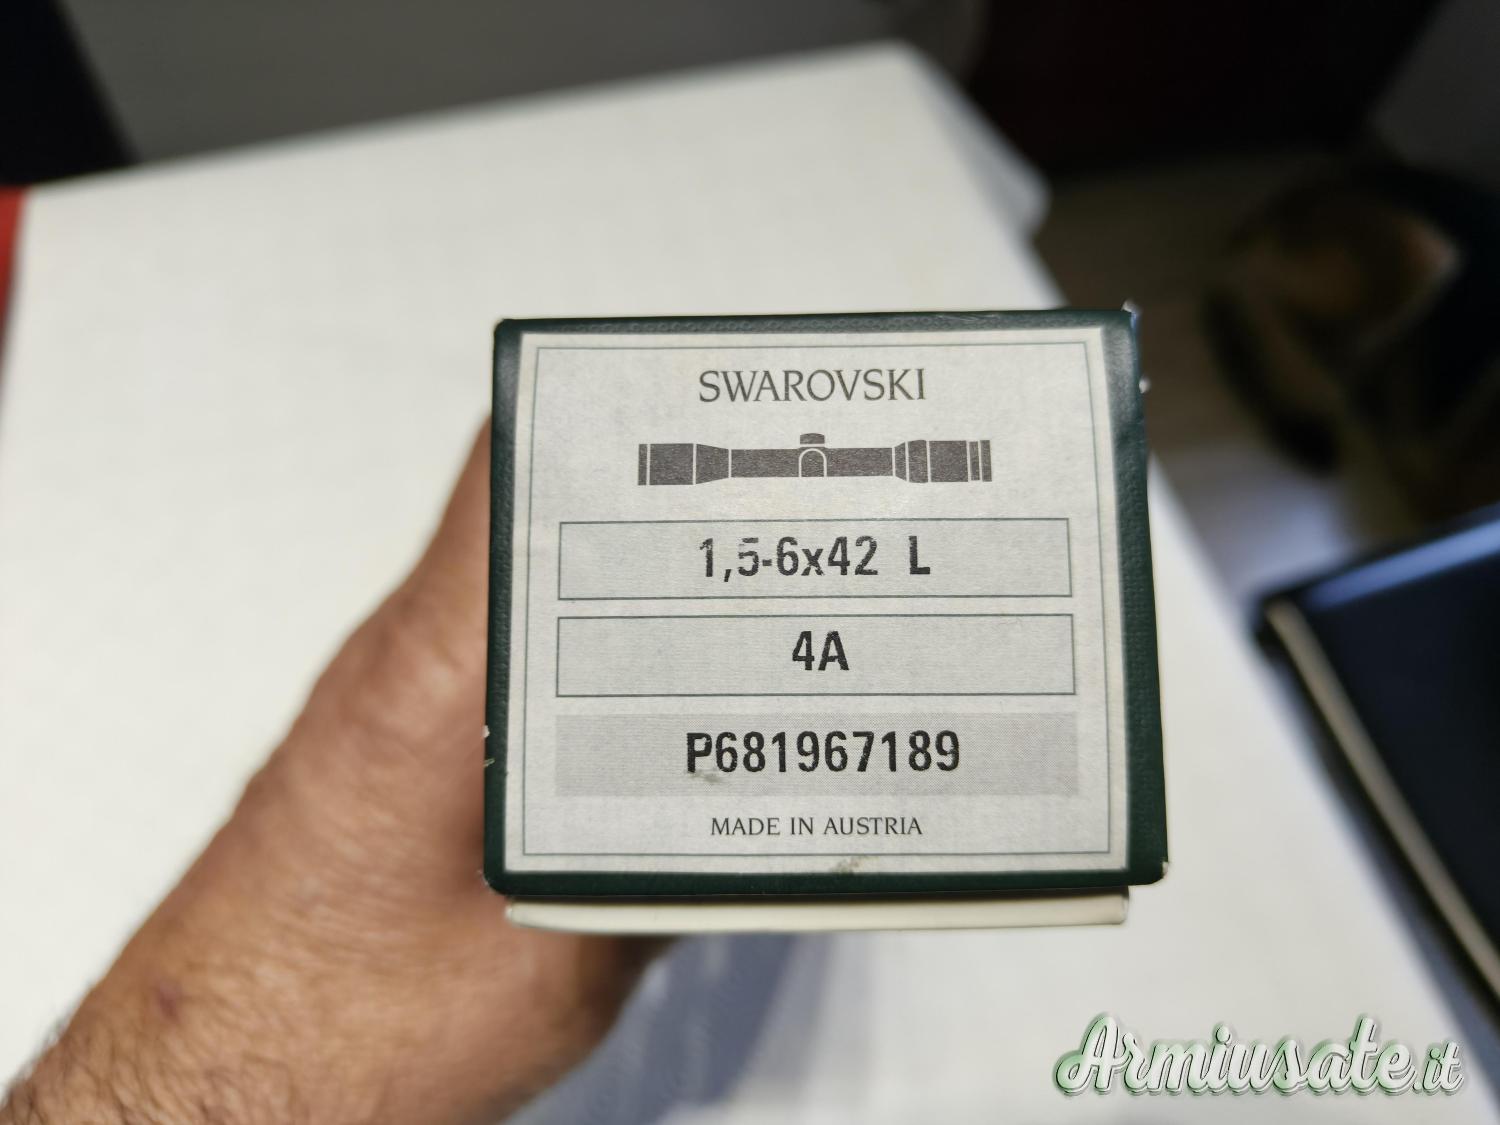 SWAROVSKI
1,5-6x42 L
4A
P681967189
MADE IN AUSTRIA
Armiusate.it